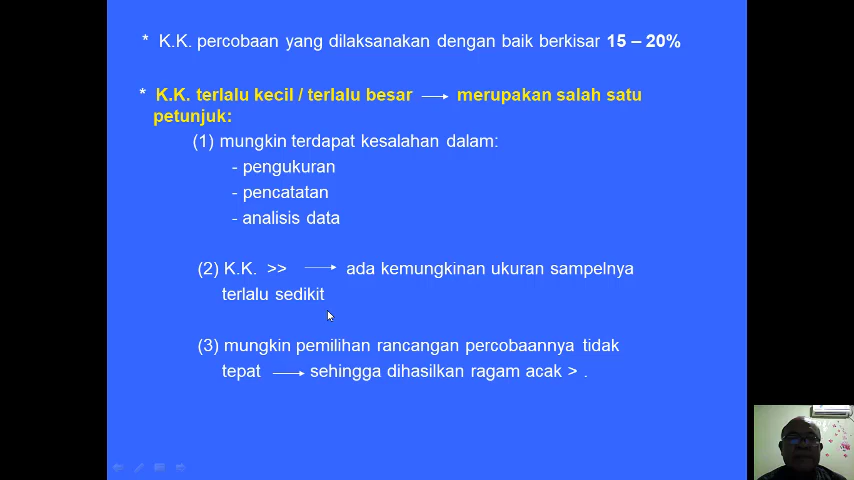 * K.K. percobaan yang dilaksanakan dengan baik berkisar 15 – 20%
* K.K. terlalu kecil / terlalu besar → merupakan salah satu
petunjuk:
(1) mungkin terdapat kesalahan dalam:
- pengukuran
- pencatatan
- analisis data
(2) K.K. >> → ada kemungkinan ukuran sampelnya
terlalu sedikit
(3) mungkin pemilihan rancangan percobaannya tidak
tepat → sehingga dihasilkan ragam acak > .